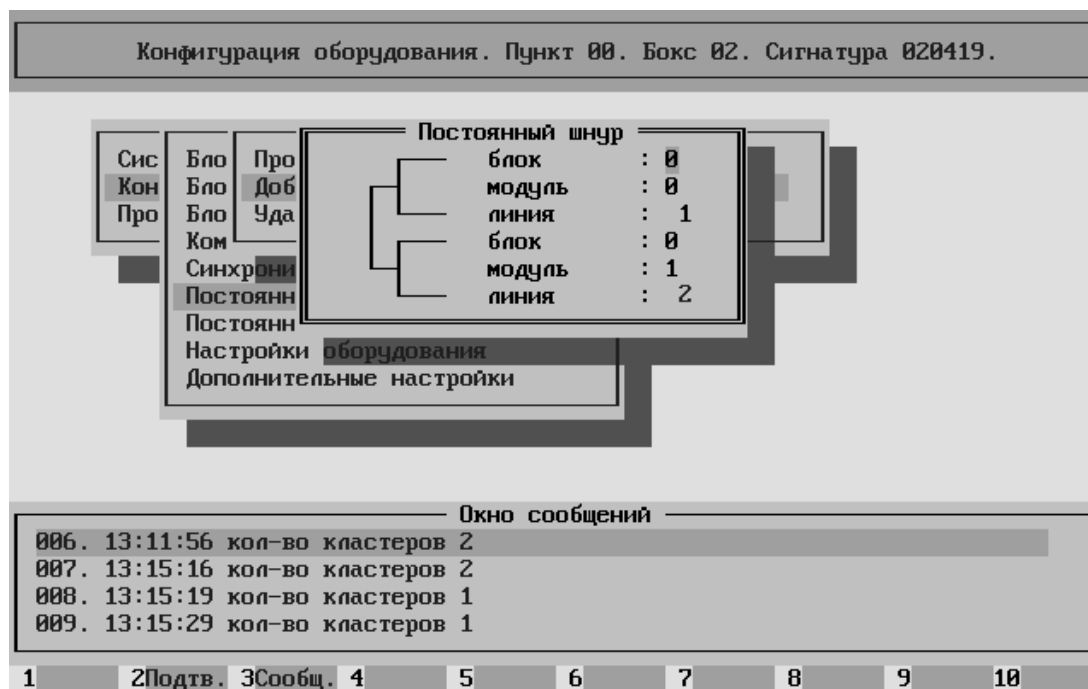 Конфигурация оборудования. Пункт 00. Бокс 02. Сигнатура 020419.
Постоянный шнур
Сис Бло Про блок : 0
Кон Бло Доб модуль : 0
Про Бло Уда линия : 1
Ком блок : 0
Синхрони модуль : 1
Постоянн линия : 2
Постоянн
Настройки оборудования
Дополнительные настройки
Окно сообщений
006. 13:11:56 кол-во кластеров 2
007. 13:15:16 кол-во кластеров 2
008. 13:15:19 кол-во кластеров 1
009. 13:15:29 кол-во кластеров 1
1 2Подтв. 3Сообщ. 4 5 6 7 8 9 10